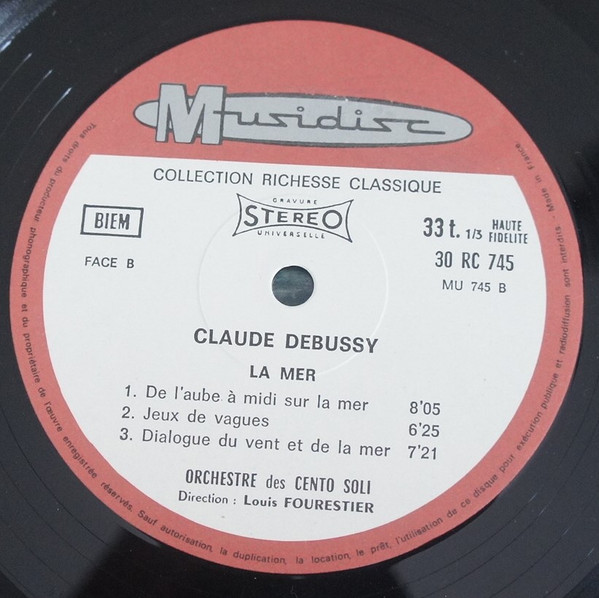 Musidisc
COLLECTION RICHESSE CLASSIQUE
GRAVURE
STEREO
UNIVERSELLE
BIEM
33 t. 1/3 HAUTE FIDELITE
30 RC 745
FACE B
MU 745 B
CLAUDE DEBUSSY
LA MER
1. De l'aube à midi sur la mer 8'05
2. Jeux de vagues 6'25
3. Dialogue du vent et de la mer 7'21
ORCHESTRE des CENTO SOLI
Direction : Louis FOURESTIER
Tous droits du producteur phonographique et du propriétaire de l'œuvre enregistrée réservés. Sauf autorisation, la duplication, la location, le prêt, l'utilisation de ce disque pour exécution publique et radiodiffusion sont interdits. Made in France.